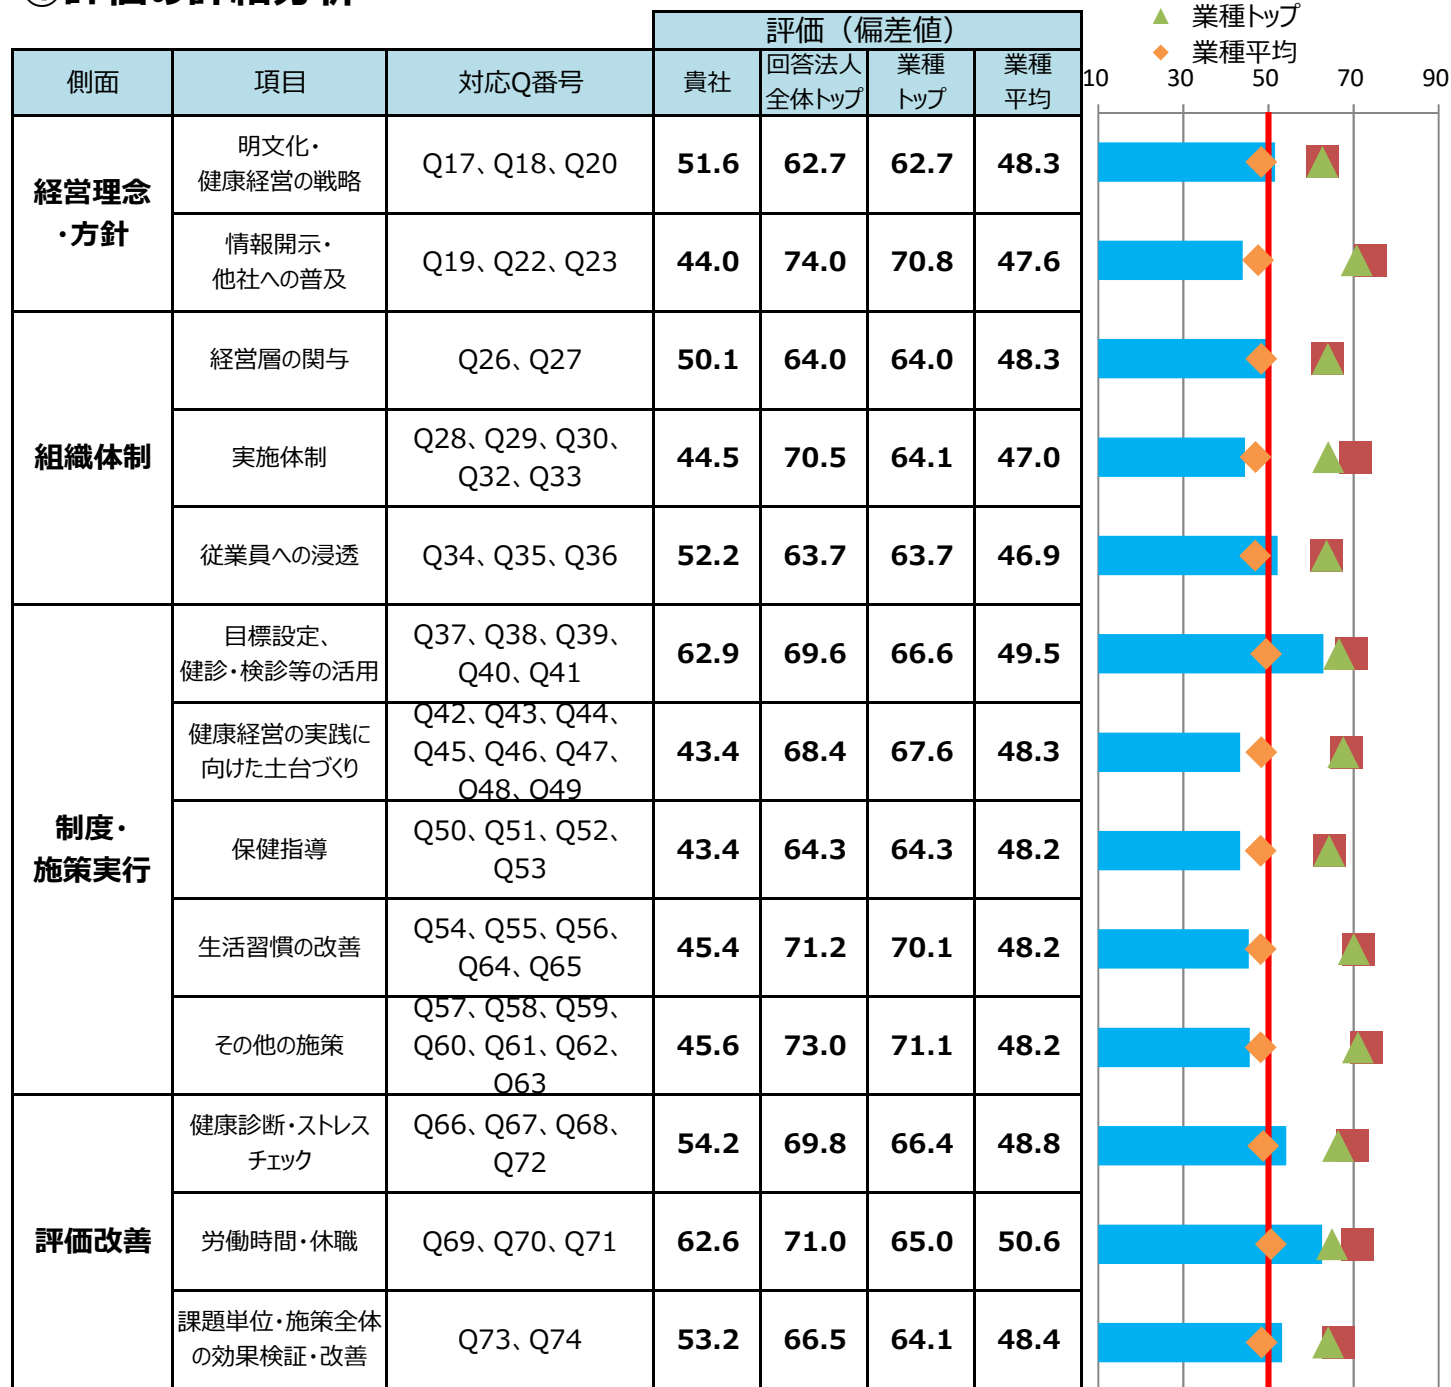 ▲ 業種トップ
◆ 業種平均
評価（偏差値）
側面 項目 対応Q番号 貴社 回答法人 業種 業種
全体トップ トップ 平均
10 30 50 70 90
経営理念
・方針
明文化・
健康経営の戦略
Q17、Q18、Q20 51.6 62.7 62.7 48.3
情報開示・
他社への普及
Q19、Q22、Q23 44.0 74.0 70.8 47.6
組織体制
経営層の関与 Q26、Q27 50.1 64.0 64.0 48.3
実施体制
Q28、Q29、Q30、
Q32、Q33
44.5 70.5 64.1 47.0
従業員への浸透 Q34、Q35、Q36 52.2 63.7 63.7 46.9
制度・
施策実行
目標設定、
健診・検診等の活用
Q37、Q38、Q39、
Q40、Q41
62.9 69.6 66.6 49.5
健康経営の実践に
向けた土台づくり
Q42、Q43、Q44、
Q45、Q46、Q47、
Q48、Q49
43.4 68.4 67.6 48.3
保健指導
Q50、Q51、Q52、
Q53
43.4 64.3 64.3 48.2
生活習慣の改善
Q54、Q55、Q56、
Q64、Q65
45.4 71.2 70.1 48.2
その他の施策
Q57、Q58、Q59、
Q60、Q61、Q62、
Q63
45.6 73.0 71.1 48.2
評価改善
健康診断・ストレス
チェック
Q66、Q67、Q68、
Q72
54.2 69.8 66.4 48.8
労働時間・休職 Q69、Q70、Q71 62.6 71.0 65.0 50.6
課題単位・施策全体
の効果検証・改善
Q73、Q74 53.2 66.5 64.1 48.4